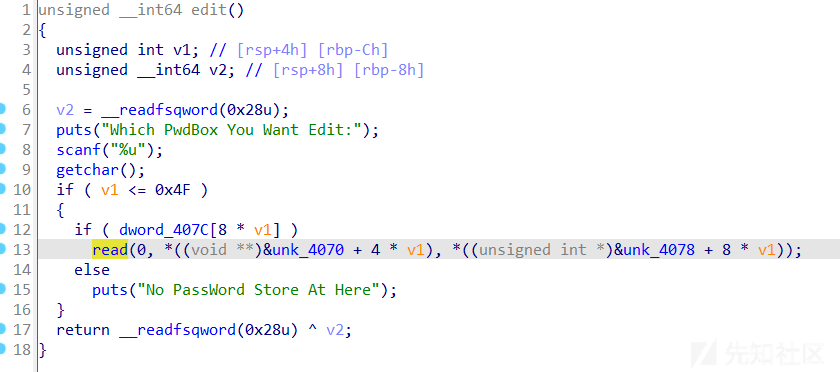 1 unsigned __int64 edit()
2 {
3 unsigned int v1; // [rsp+4h] [rbp-Ch]
4 unsigned __int64 v2; // [rsp+8h] [rbp-8h]
5
6 v2 = __readfsqword(0x28u);
7 puts("Which PwdBox You Want Edit:");
8 scanf("%u");
9 getchar();
10 if ( v1 <= 0x4F )
11 {
12 if ( dword_407C[8 * v1] )
13 read(0, *((void **)&unk_4070 + 4 * v1), *((unsigned int *)&unk_4078 + 8 * v1));
14 else
15 puts("No PassWord Store At Here");
16 }
17 return __readfsqword(0x28u) ^ v2;
18 }
先知社区